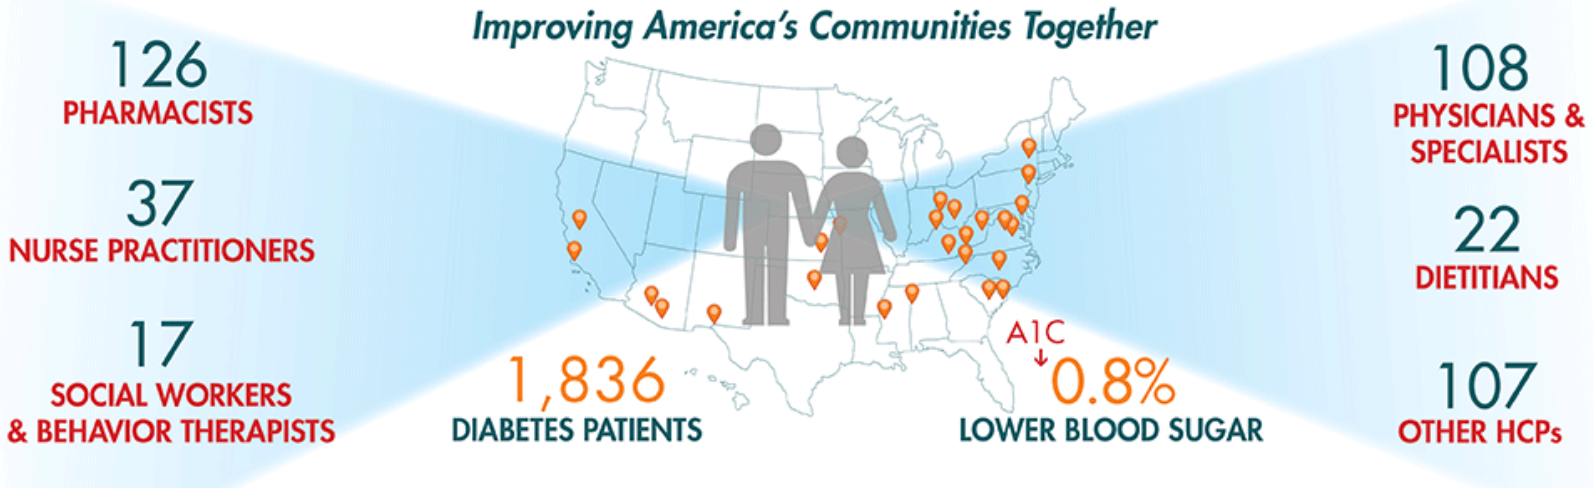 Improving America's Communities Together
126
PHARMACISTS
37
NURSE PRACTITIONERS
17
SOCIAL WORKERS
& BEHAVIOR THERAPISTS
1,836
DIABETES PATIENTS
A1C
↓0.8%
LOWER BLOOD SUGAR
108
PHYSICIANS &
SPECIALISTS
22
DIETITIANS
107
OTHER HCPs